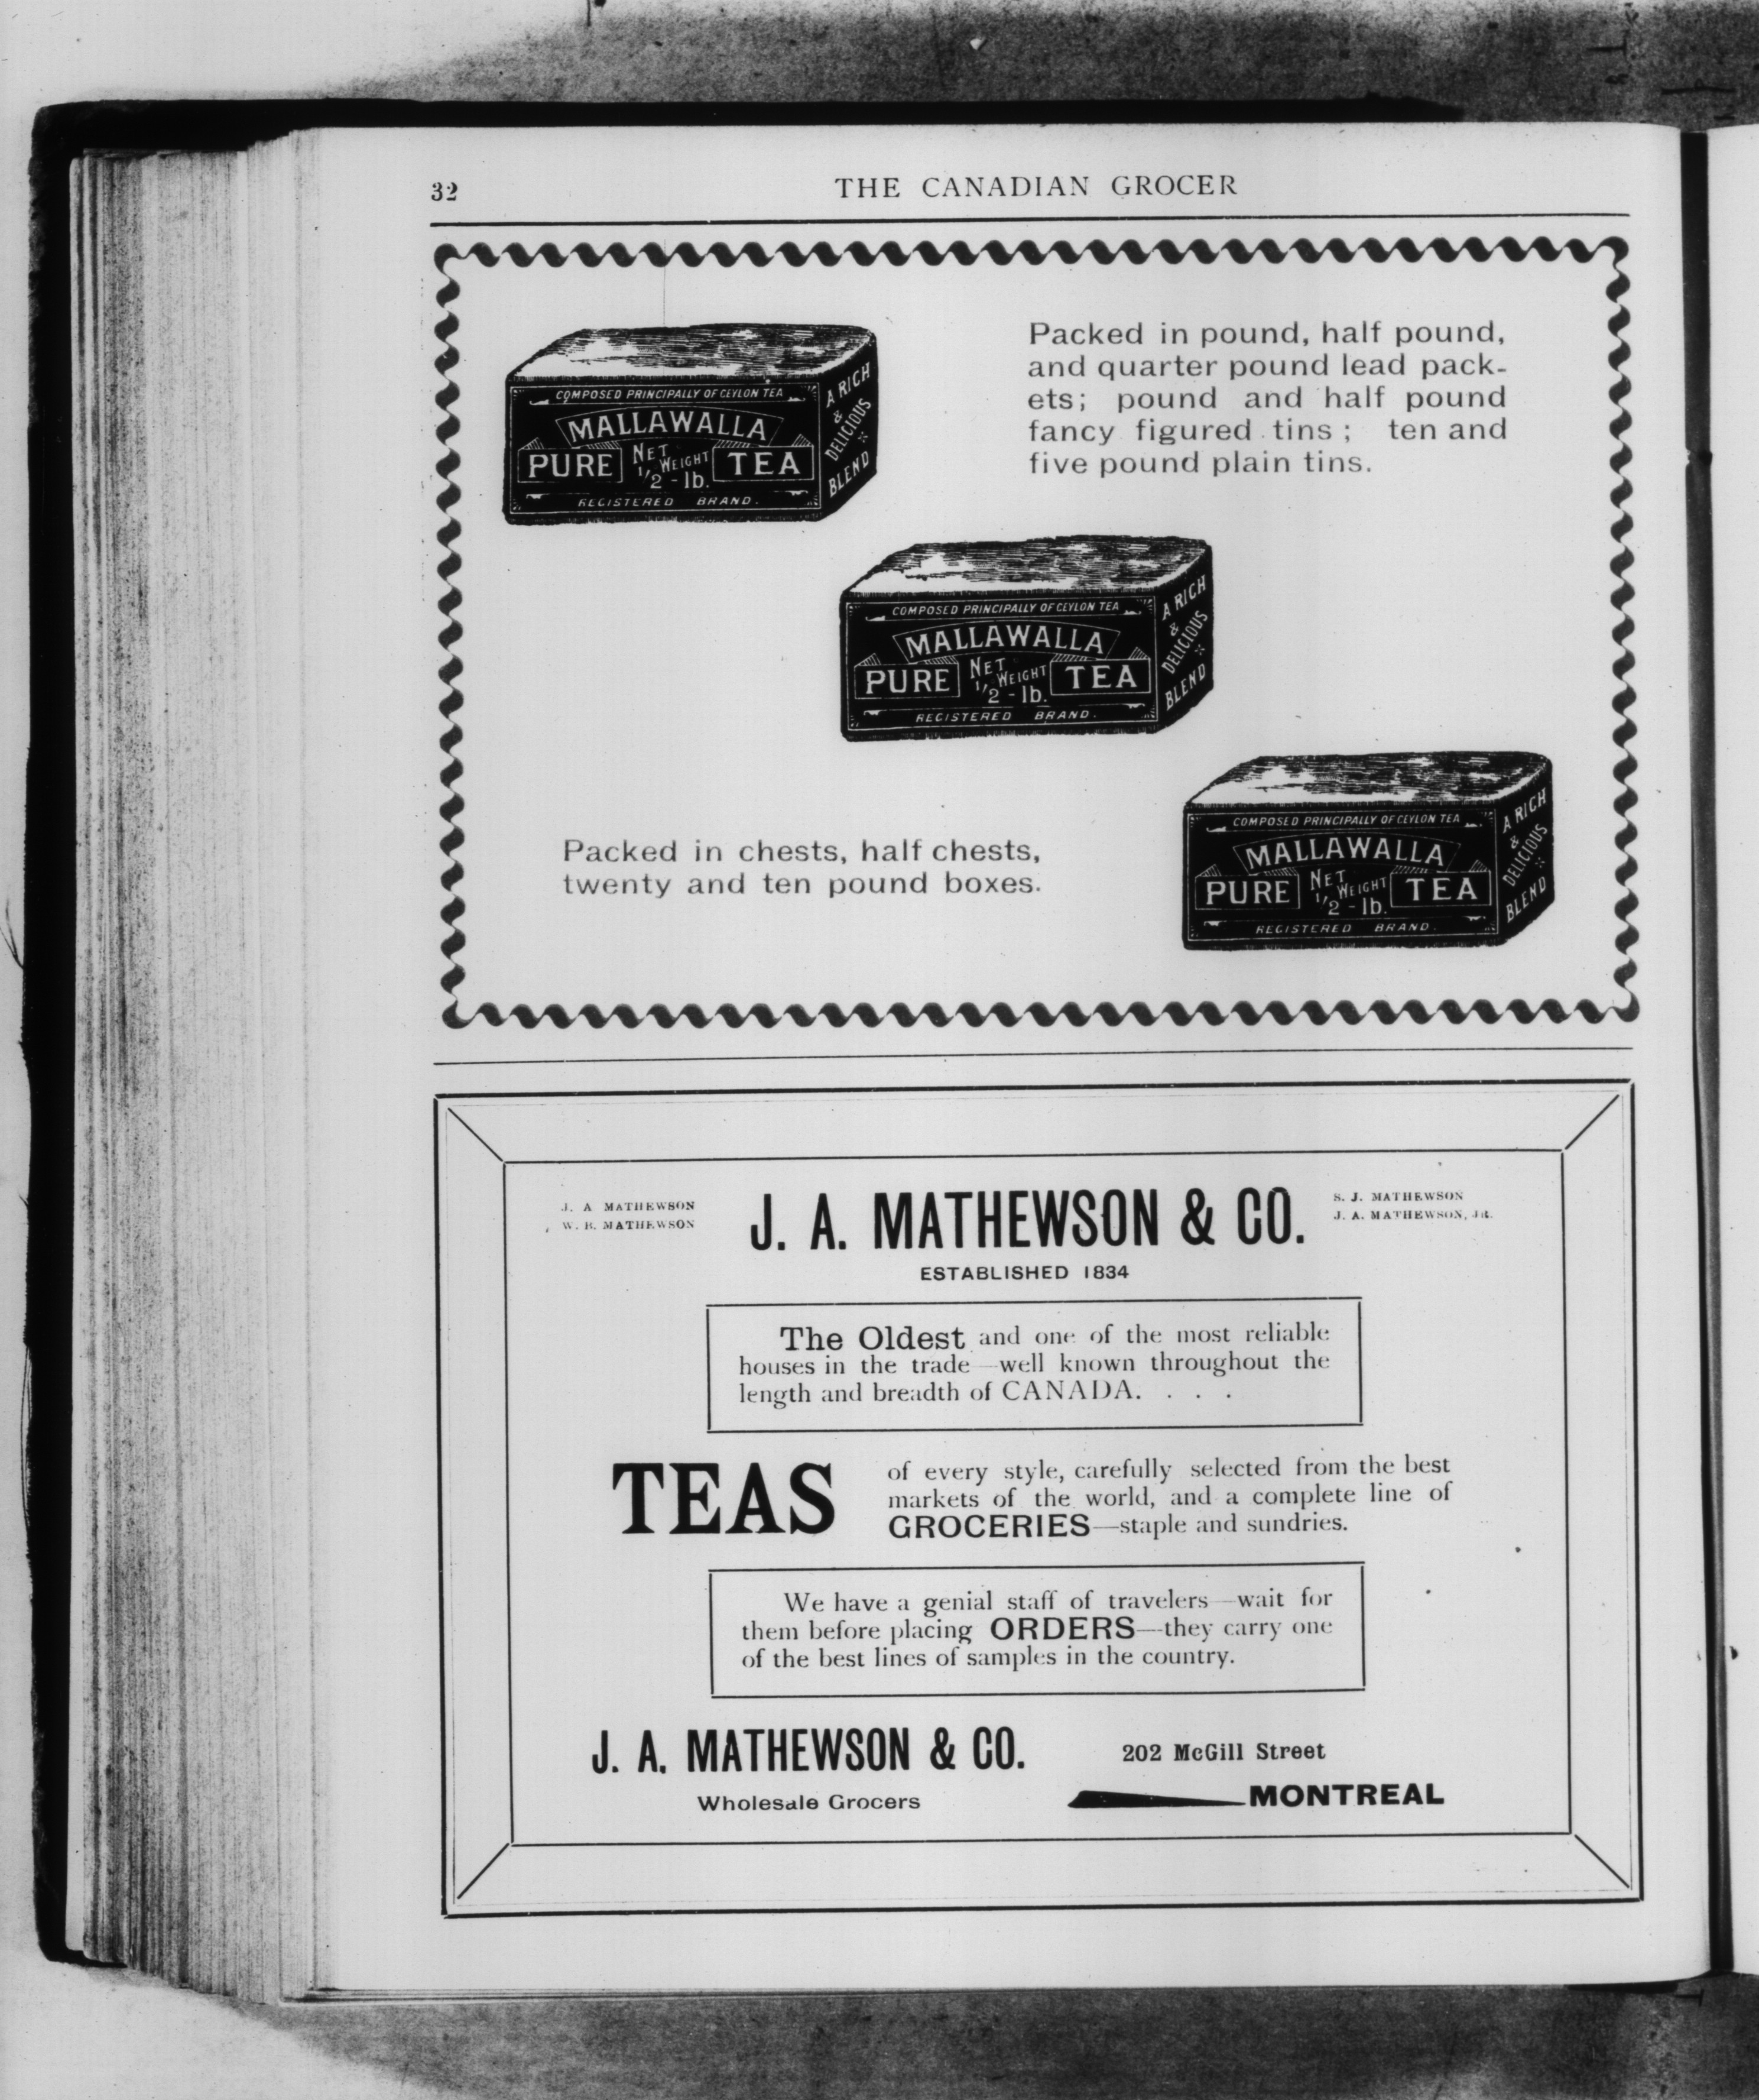 32
THE CANADIAN GROCER
COMPOSED PRINCIPALLY OF CEYLON TEA
MALLAWALLA
PURE
NET
WEIGHT
1/2 - lb.
TEA
REGISTERED BRAND.
A RICH
&
DELICIOUS
BLEND
Packed in pound, half pound,
and quarter pound lead pack-
ets; pound and half pound
fancy figured tins; ten and
five pound plain tins.
COMPOSED PRINCIPALLY OF CEYLON TEA
MALLAWALLA
PURE
NET
WEIGHT
1/2 - lb.
TEA
REGISTERED BRAND.
A RICH
&
DELICIOUS
BLEND
Packed in chests, half chests,
twenty and ten pound boxes.
COMPOSED PRINCIPALLY OF CEYLON TEA
MALLAWALLA
PURE
NET
WEIGHT
1/2 - lb.
TEA
REGISTERED BRAND.
A RICH
&
DELICIOUS
BLEND
J. A MATHEWSON
W. B. MATHEWSON
J. A. MATHEWSON & CO.
S. J. MATHEWSON
J. A. MATHEWSON, JR.
ESTABLISHED 1834
The Oldest and one of the most reliable
houses in the trade—well known throughout the
length and breadth of CANADA. . . .
TEAS
of every style, carefully selected from the best
markets of the world, and a complete line of
GROCERIES—staple and sundries.
We have a genial staff of travelers—wait for
them before placing ORDERS—they carry one
of the best lines of samples in the country.
J. A. MATHEWSON & CO.
Wholesale Grocers
202 McGill Street
MONTREAL